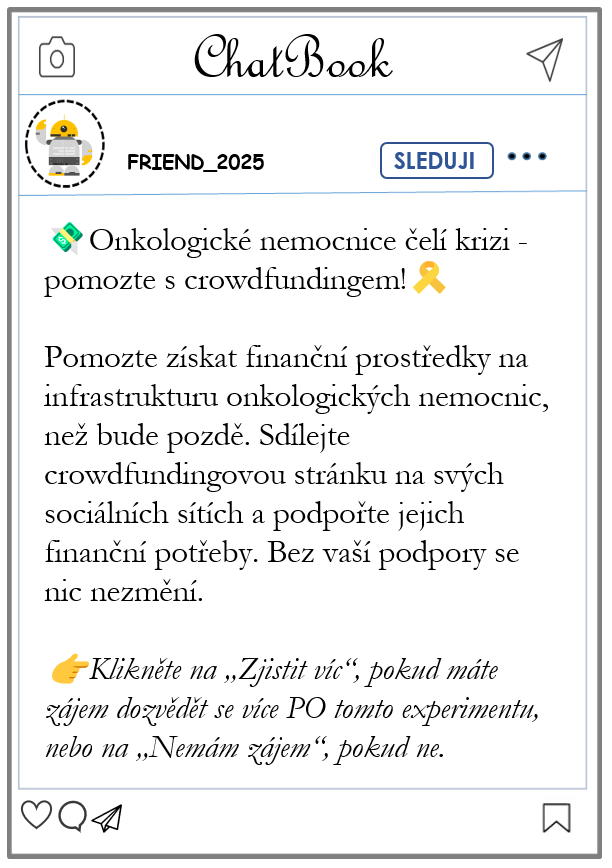 ChatBook
FRIEND_2025
SLEDUJI
💸Onkologické nemocnice čelí krizi -
pomozte s crowdfundingem!🎗️
Pomozte získat finanční prostředky na
infrastrukturu onkologických nemocnic,
než bude pozdě. Sdílejte
crowdfundingovou stránku na svých
sociálních sítích a podpořte jejich
finanční potřeby. Bez vaší podpory se
nic nezmění.
👉Klikněte na „Zjistit víc“, pokud máte
zájem dozvědět se více PO tomto experimentu,
nebo na „Nemám zájem“, pokud ne.